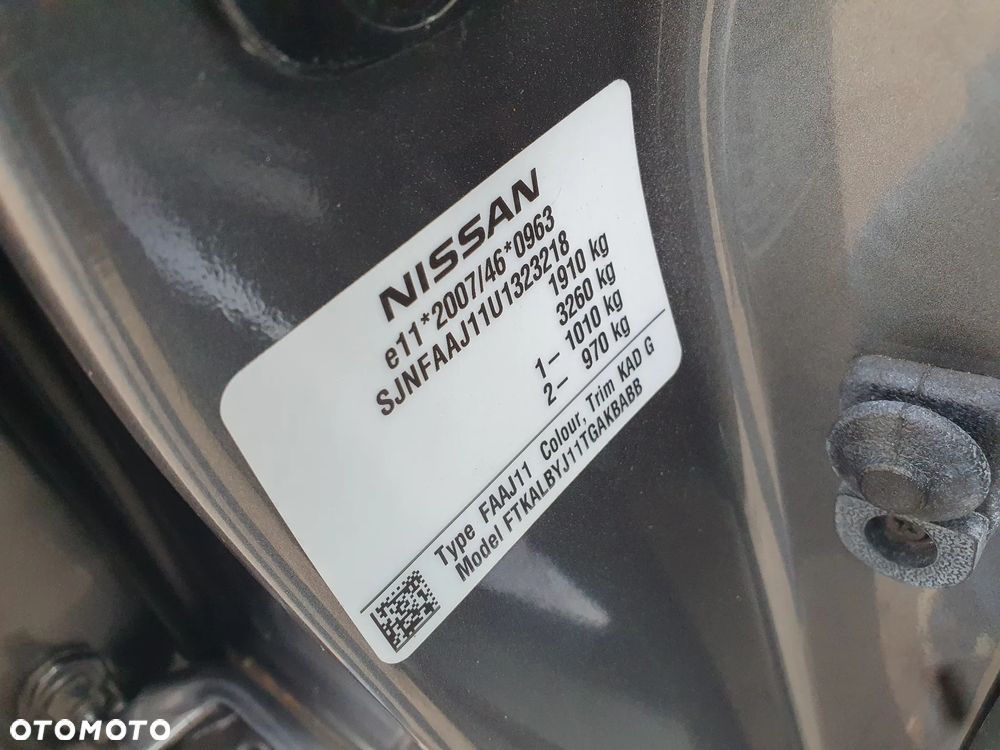 NISSAN
e11*2007/46*0963
SJNFAAJ11U1323218
1910 kg
3260 kg
1– 1010 kg
2– 970 kg
Type FAAJ11 Colour, Trim KAD G
Model FTKALBYJ11TGAKBABB
OTOMOTO